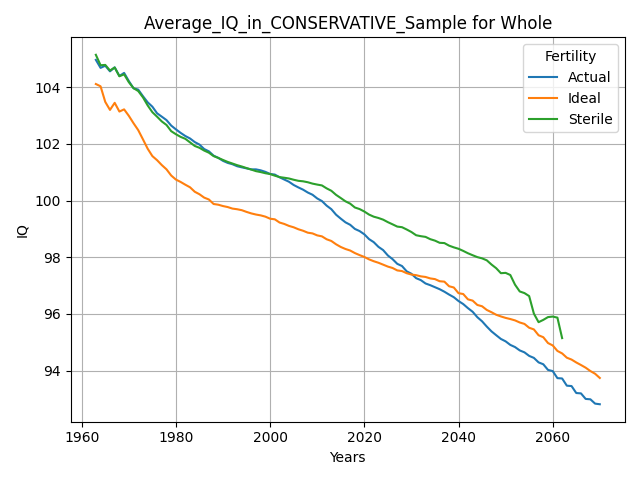 Average_IQ_in_CONSERVATIVE_Sample for Whole
Fertility
Actual
Ideal
Sterile
104
102
100
98
96
94
IQ
1960
1980
2000
2020
2040
2060
Years